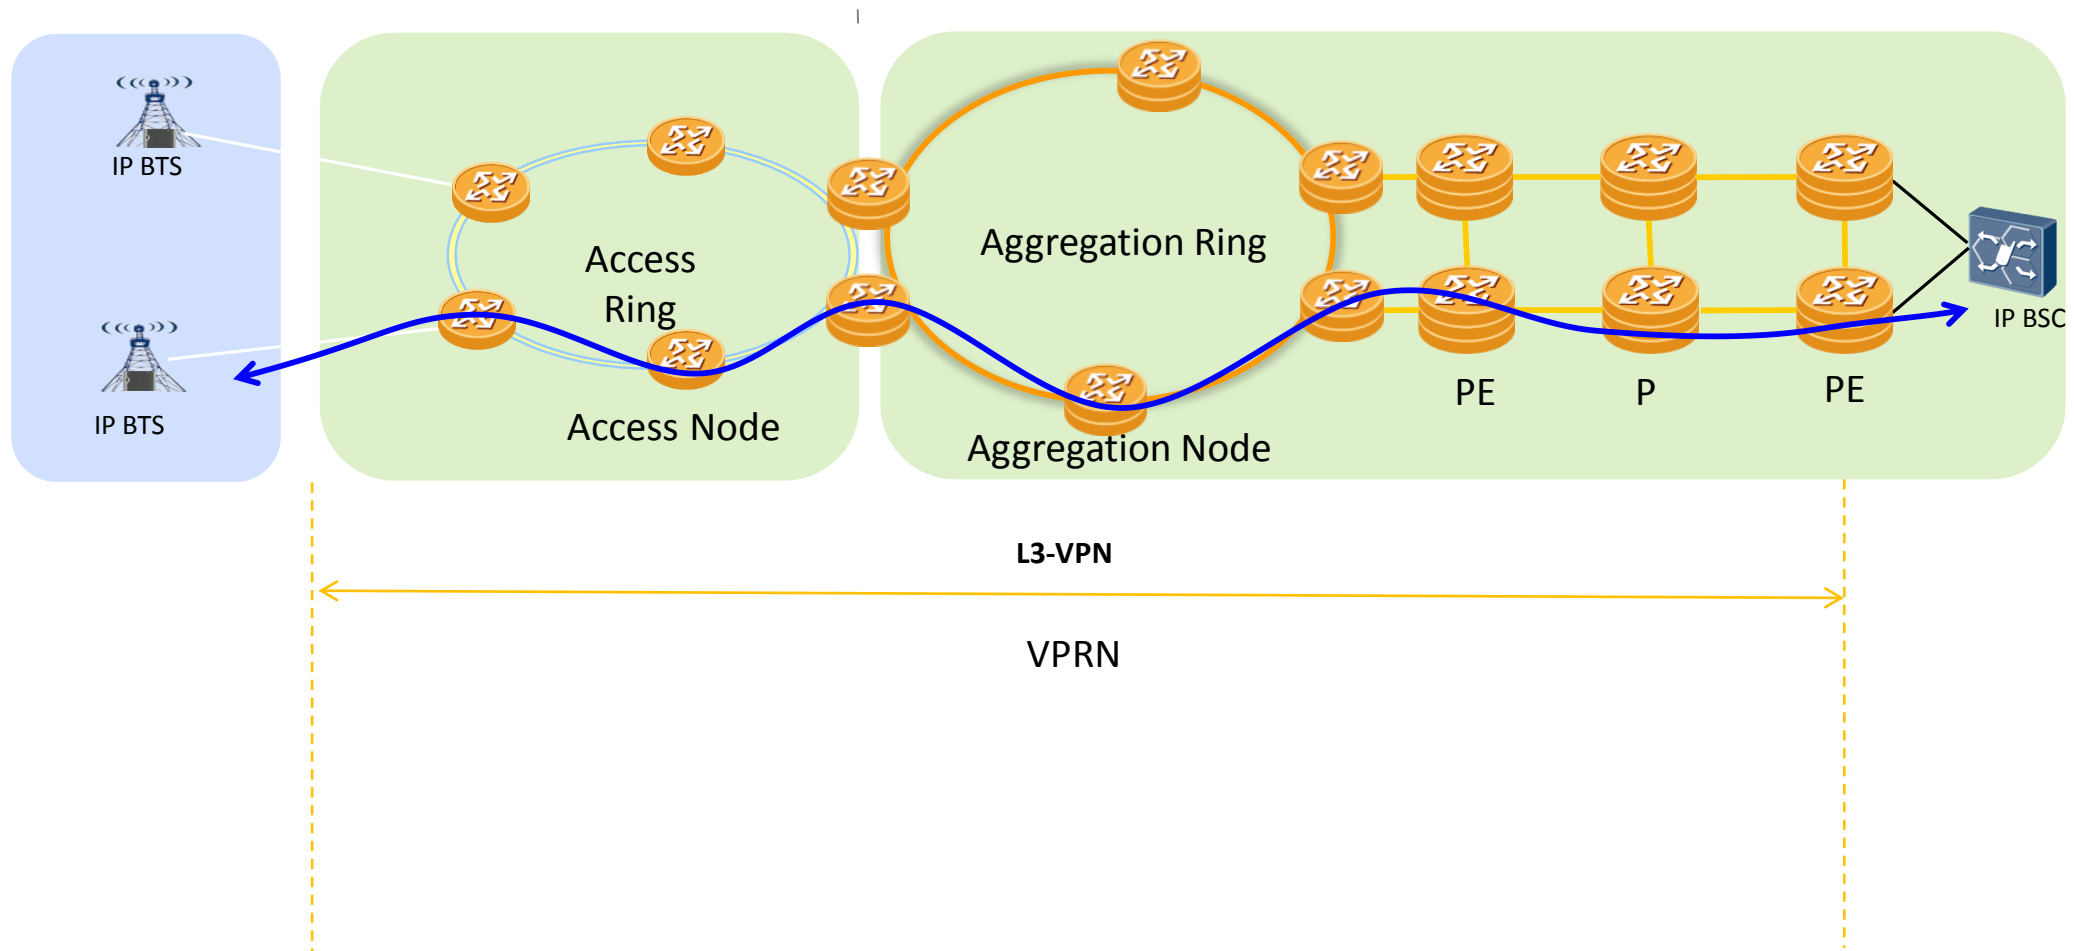 IP BTS
IP BTS
Access
Ring
Access Node
Aggregation Ring
Aggregation Node
PE
P
PE
IP BSC
L3-VPN
VPRN